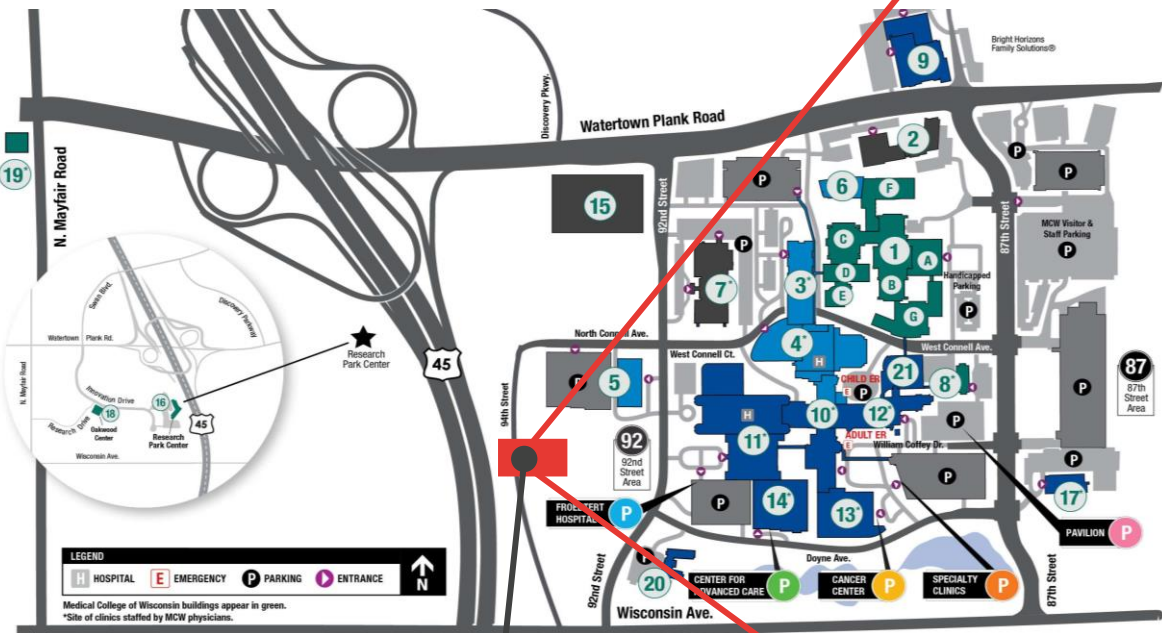 Bright Horizons
Family Solutions®
9
Discovery Pkwy.
Watertown Plank Road
2
N. Mayfair Road
19*
P
P
15
92nd Street
6
F
87th Street
MCW Visitor &
Staff Parking
P
P
C
1
A
D
B
E
G
Handicapped
Parking
P
7*
3*
Swan Blvd.
Discovery Parkway
Watertown Plank Rd.
N. Mayfair Road
Innovation Drive
Research Drive
18
Oakwood
Center
16
Research
Park Center
45
Wisconsin Ave.
Research
Park Center
45
North Connell Ave.
West Connell Ct.
West Connell Ave.
4*
H
P
5
94th Street
CHILD ER
E
P
21
8*
P
87
87th
Street
Area
92
92nd
Street
Area
H
11*
10*
12*
ADULT ER
E
William Coffey Dr.
P
P
P
17*
P
14*
13*
FROEDTERT
HOSPITAL
P
PAVILION
P
Doyne Ave.
P
20
92nd Street
CENTER FOR
ADVANCED CARE
P
CANCER
CENTER
P
SPECIALTY
CLINICS
P
87th Street
Wisconsin Ave.
LEGEND
H HOSPITAL E EMERGENCY P PARKING ENTRANCE
N
Medical College of Wisconsin buildings appear in green.
*Site of clinics staffed by MCW physicians.